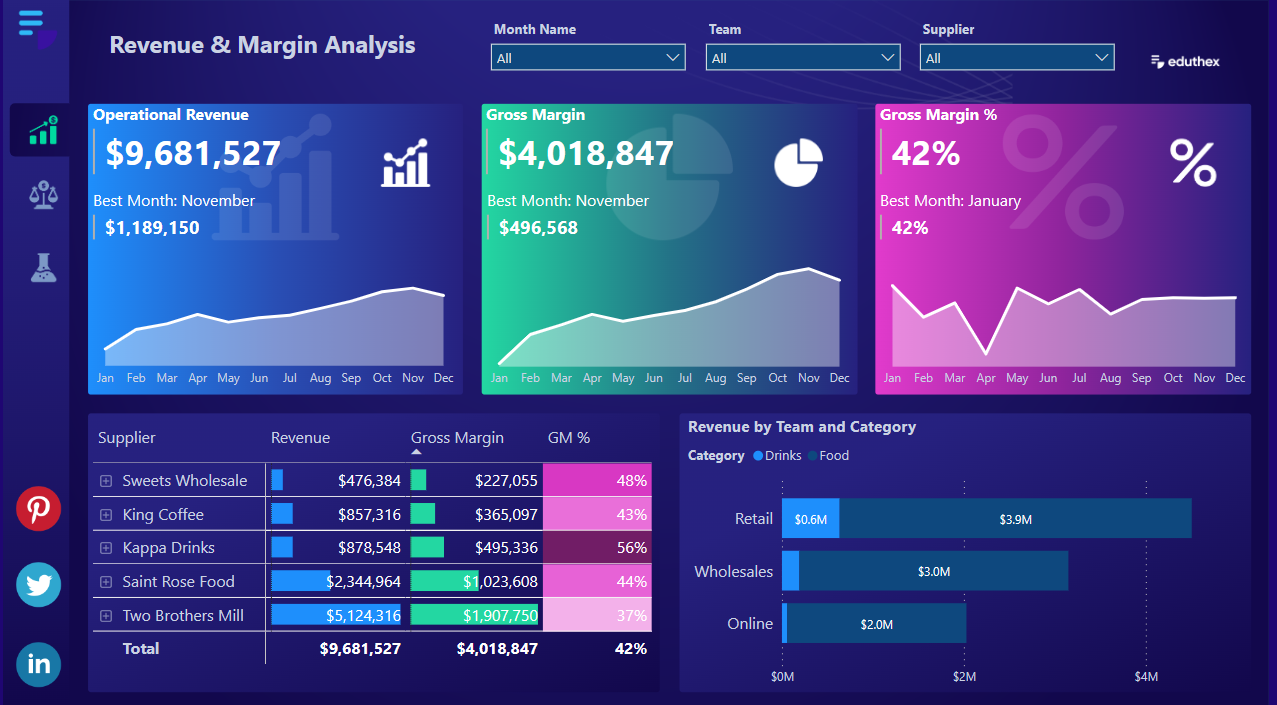 Revenue & Margin Analysis
Month Name
Team
Supplier
All
All
All
eduthex
Operational Revenue
$9,681,527
Best Month: November
$1,189,150
Jan Feb Mar Apr May Jun Jul Aug Sep Oct Nov Dec
Gross Margin
$4,018,847
Best Month: November
$496,568
Jan Feb Mar Apr May Jun Jul Aug Sep Oct Nov Dec
Gross Margin %
42%
Best Month: January
42%
Jan Feb Mar Apr May Jun Jul Aug Sep Oct Nov Dec
Supplier Revenue Gross Margin GM %
Sweets Wholesale $476,384 $227,055 48%
King Coffee $857,316 $365,097 43%
Kappa Drinks $878,548 $495,336 56%
Saint Rose Food $2,344,964 $1,023,608 44%
Two Brothers Mill $5,124,316 $1,907,750 37%
Total $9,681,527 $4,018,847 42%
Revenue by Team and Category
Category Drinks Food
Retail $0.6M $3.9M
Wholesales $3.0M
Online $2.0M
$0M $2M $4M
in